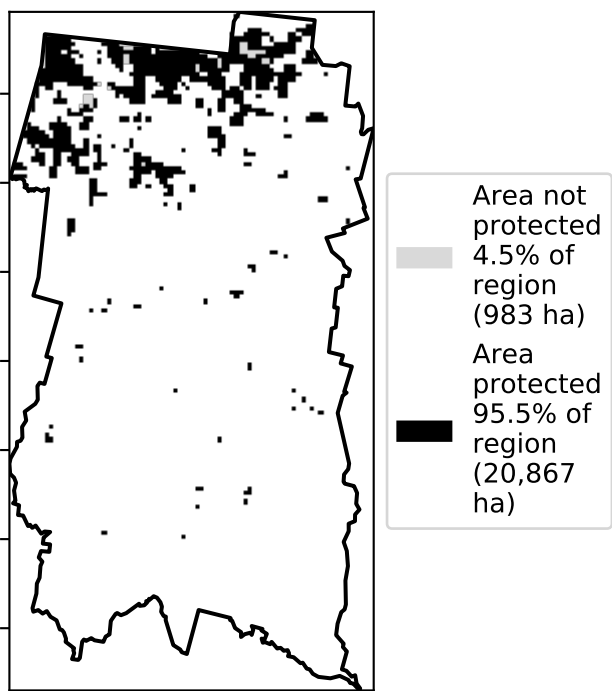 Area not
protected
4.5% of
region
(983 ha)
Area
protected
95.5% of
region
(20,867
ha)